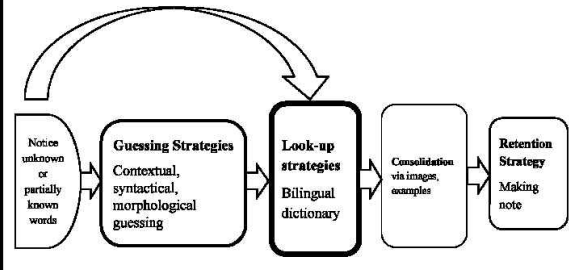 Notice
unknown
or
partially
known
words
Guessing Strategies
Contextual,
syntactical,
morphological
guessing
Look-up
strategies
Bilingual
dictionary
Consolidation
via images,
examples
Retention
Strategy
Making
note